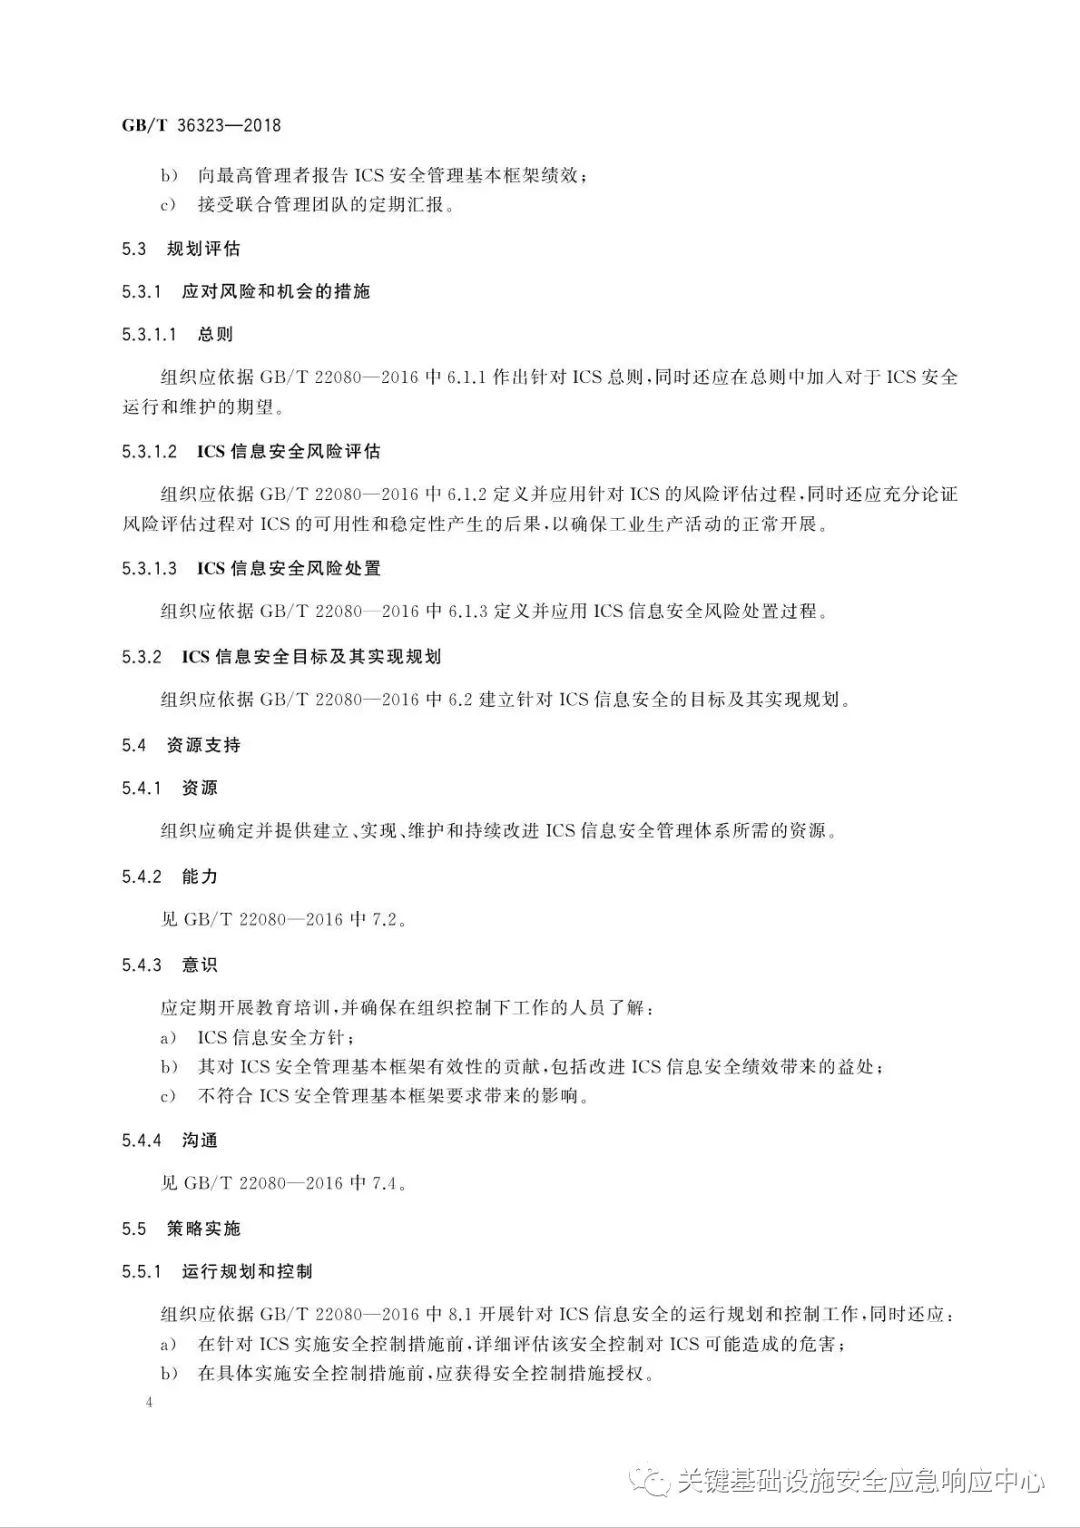 GB/T 36323—2018
b) 向最高管理者报告 ICS 安全管理基本框架绩效;
c) 接受联合管理团队的定期汇报。
5.3 规划评估
5.3.1 应对风险和机会的措施
5.3.1.1 总则
组织应依据 GB/T 22080—2016 中 6.1.1 作出针对 ICS 总则,同时还应在总则中加入对于 ICS 安全
运行和维护的期望。
5.3.1.2 ICS 信息安全风险评估
组织应依据 GB/T 22080—2016 中 6.1.2 定义并应用针对 ICS 的风险评估过程,同时还应充分论证
风险评估过程对 ICS 的可用性和稳定性产生的后果,以确保工业生产活动的正常开展。
5.3.1.3 ICS 信息安全风险处置
组织应依据 GB/T 22080—2016 中 6.1.3 定义并应用 ICS 信息安全风险处置过程。
5.3.2 ICS 信息安全目标及其实现规划
组织应依据 GB/T 22080—2016 中 6.2 建立针对 ICS 信息安全的目标及其实现规划。
5.4 资源支持
5.4.1 资源
组织应确定并提供建立、实现、维护和持续改进 ICS 信息安全管理体系所需的资源。
5.4.2 能力
见 GB/T 22080—2016 中 7.2。
5.4.3 意识
应定期开展教育培训,并确保在组织控制下工作的人员了解:
a) ICS 信息安全方针;
b) 其对 ICS 安全管理基本框架有效性的贡献,包括改进 ICS 信息安全绩效带来的益处;
c) 不符合 ICS 安全管理基本框架要求带来的影响。
5.4.4 沟通
见 GB/T 22080—2016 中 7.4。
5.5 策略实施
5.5.1 运行规划和控制
组织应依据 GB/T 22080—2016 中 8.1 开展针对 ICS 信息安全的运行规划和控制工作,同时还应:
a) 在针对 ICS 实施安全控制措施前,详细评估该安全控制对 ICS 可能造成的危害;
b) 在具体实施安全控制措施前,应获得安全控制措施授权。
4
关键基础设施安全应急响应中心